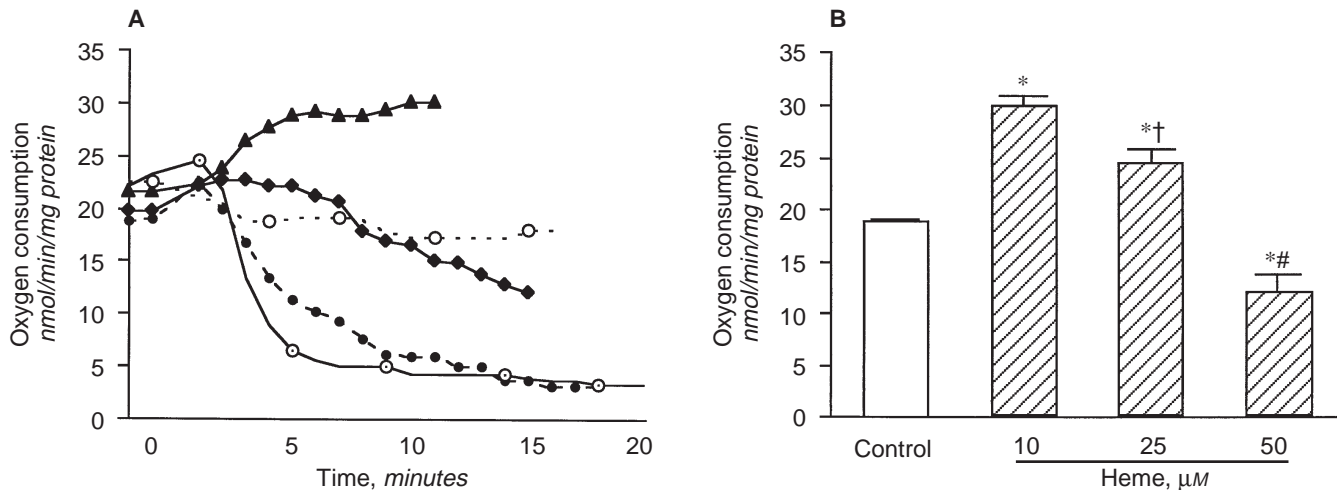 A
Oxygen consumption
nmol/min/mg protein
35
30
25
20
15
10
5
0
0 5 10 15 20
Time, minutes
B
Oxygen consumption
nmol/min/mg protein
35
30
25
20
15
10
5
0
*
*†
*#
Control 10 25 50
Heme, μM